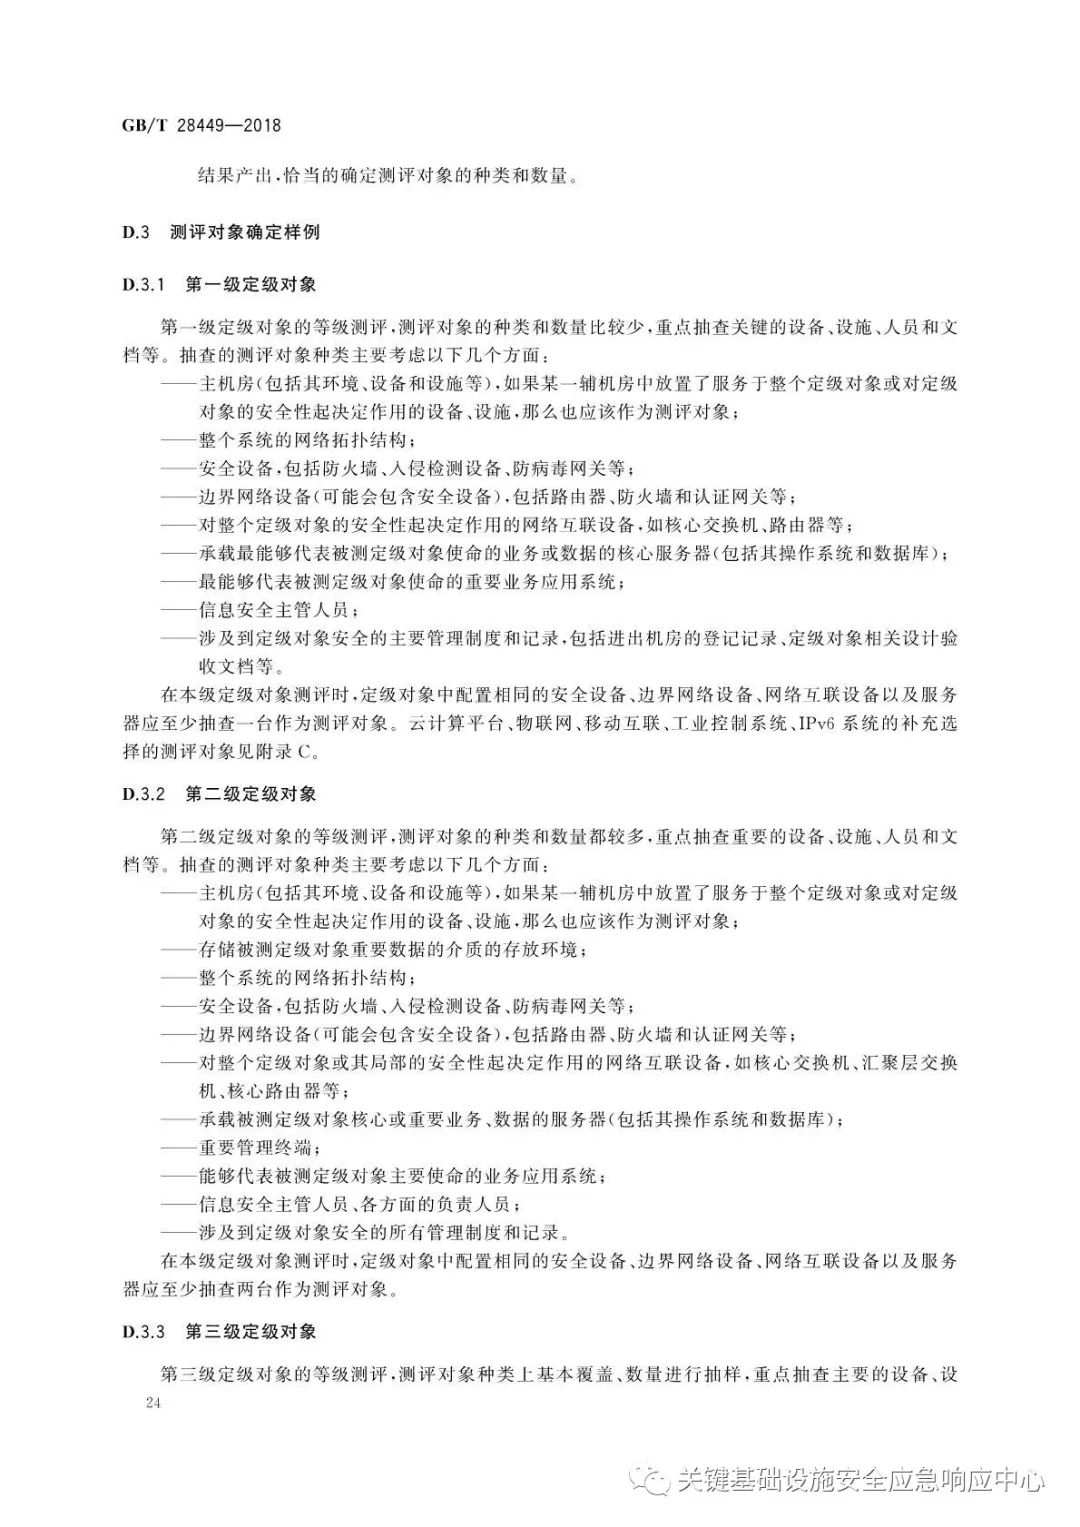 GB/T 28449—2018
结果产出，恰当的确定测评对象的种类和数量。
D.3 测评对象确定样例
D.3.1 第一级定级对象
第一级定级对象的等级测评，测评对象的种类和数量比较少，重点抽查关键的设备、设施、人员和文
档等。抽查的测评对象种类主要考虑以下几个方面：
——主机房（包括其环境、设备和设施等），如果某一辅机房中放置了服务于整个定级对象或对定级
对象的安全性起决定作用的设备、设施，那么也应该作为测评对象；
——整个系统的网络拓扑结构；
——安全设备，包括防火墙、入侵检测设备、防病毒网关等；
——边界网络设备（可能会包含安全设备），包括路由器、防火墙和认证网关等；
——对整个定级对象的安全性起决定作用的网络互联设备，如核心交换机、路由器等；
——承载最能够代表被测定级对象使命的业务或数据的核心服务器（包括其操作系统和数据库）；
——最能够代表被测定级对象使命的重要业务应用系统；
——信息安全主管人员；
——涉及到定级对象安全的主要管理制度和记录，包括进出机房的登记记录、定级对象相关设计验
收文档等。
在本级定级对象测评时，定级对象中配置相同的安全设备、边界网络设备、网络互联设备以及服务
器应至少抽查一台作为测评对象。云计算平台、物联网、移动互联、工业控制系统、IPv6 系统的补充选
择的测评对象见附录 C。
D.3.2 第二级定级对象
第二级定级对象的等级测评，测评对象的种类和数量都较多，重点抽查重要的设备、设施、人员和文
档等。抽查的测评对象种类主要考虑以下几个方面：
——主机房（包括其环境、设备和设施等），如果某一辅机房中放置了服务于整个定级对象或对定级
对象的安全性起决定作用的设备、设施，那么也应该作为测评对象；
——存储被测定级对象重要数据的介质的存放环境；
——整个系统的网络拓扑结构；
——安全设备，包括防火墙、入侵检测设备、防病毒网关等；
——边界网络设备（可能会包含安全设备），包括路由器、防火墙和认证网关等；
——对整个定级对象或其局部的安全性起决定作用的网络互联设备，如核心交换机、汇聚层交换
机、核心路由器等；
——承载被测定级对象核心或重要业务、数据的服务器（包括其操作系统和数据库）；
——重要管理终端；
——能够代表被测定级对象主要使命的业务应用系统；
——信息安全主管人员、各方面的负责人员；
——涉及到定级对象安全的所有管理制度和记录。
在本级定级对象测评时，定级对象中配置相同的安全设备、边界网络设备、网络互联设备以及服务
器应至少抽查两台作为测评对象。
D.3.3 第三级定级对象
第三级定级对象的等级测评，测评对象种类上基本覆盖、数量进行抽样，重点抽查主要的设备、设
24
关键基础设施安全应急响应中心